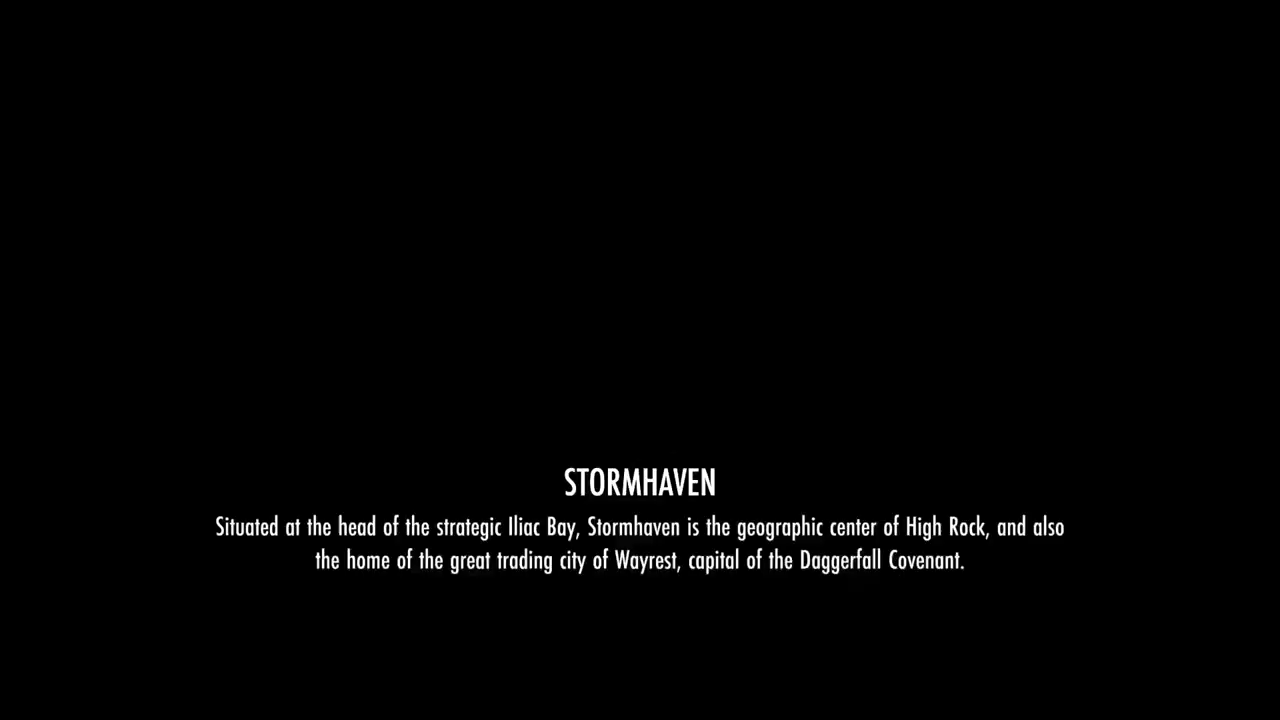 STORMHAVEN
Situated at the head of the strategic Iliac Bay, Stormhaven is the geographic center of High Rock, and also
the home of the great trading city of Wayrest, capital of the Daggerfall Covenant.